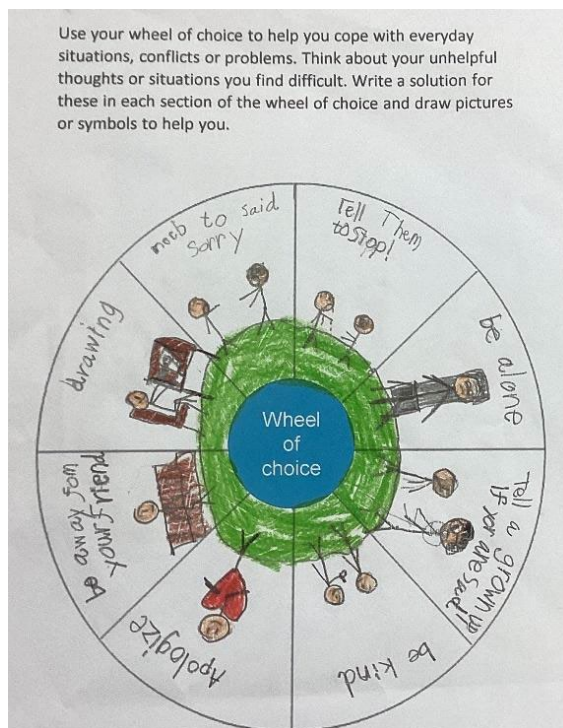 Use your wheel of choice to help you cope with everyday
situations, conflicts or problems. Think about your unhelpful
thoughts or situations you find difficult. Write a solution for
these in each section of the wheel of choice and draw pictures
or symbols to help you.
Tell Them
to stop!
be alone
Tell a grown up
if yor are sad!
be kind
Apologize
be away fom
your friend
drawing
to said
sorry
Wheel
of
choice